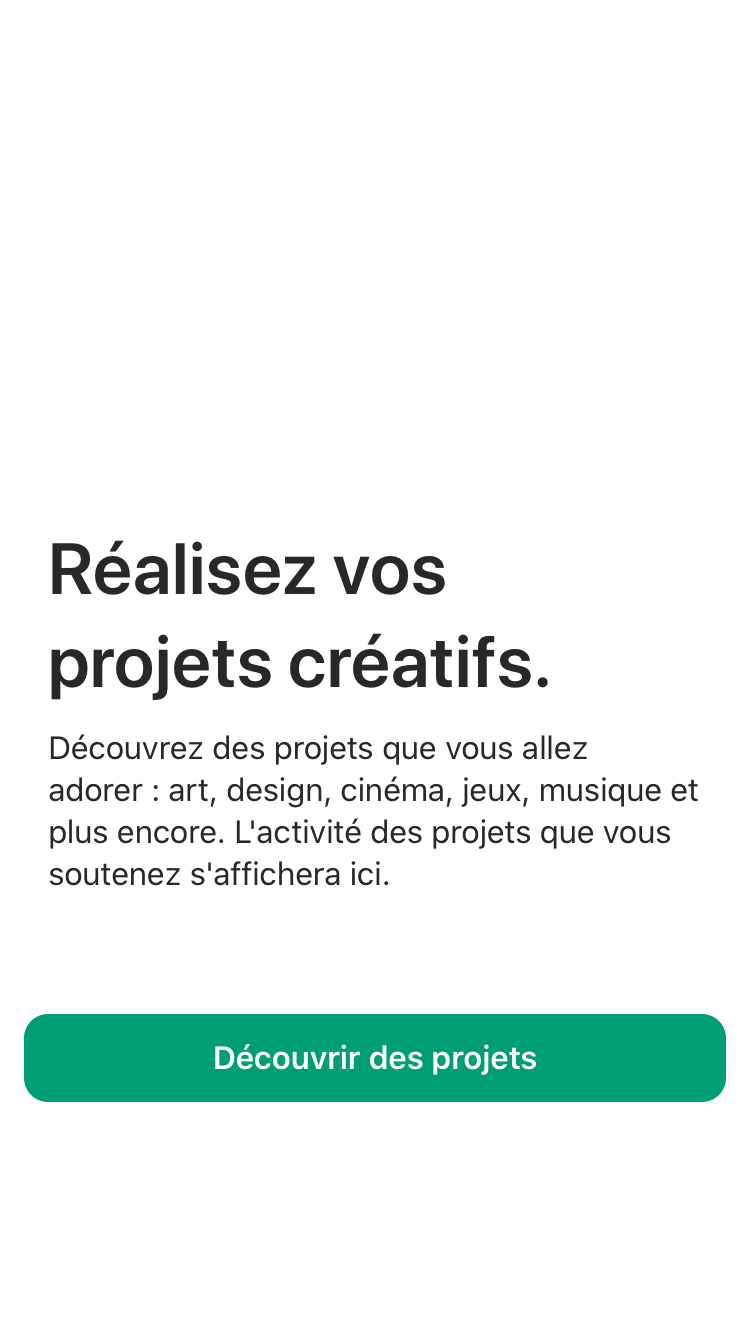 Réalisez vos
projets créatifs.
Découvrez des projets que vous allez
adorer : art, design, cinéma, jeux, musique et
plus encore. L'activité des projets que vous
soutenez s'affichera ici.
Découvrir des projets